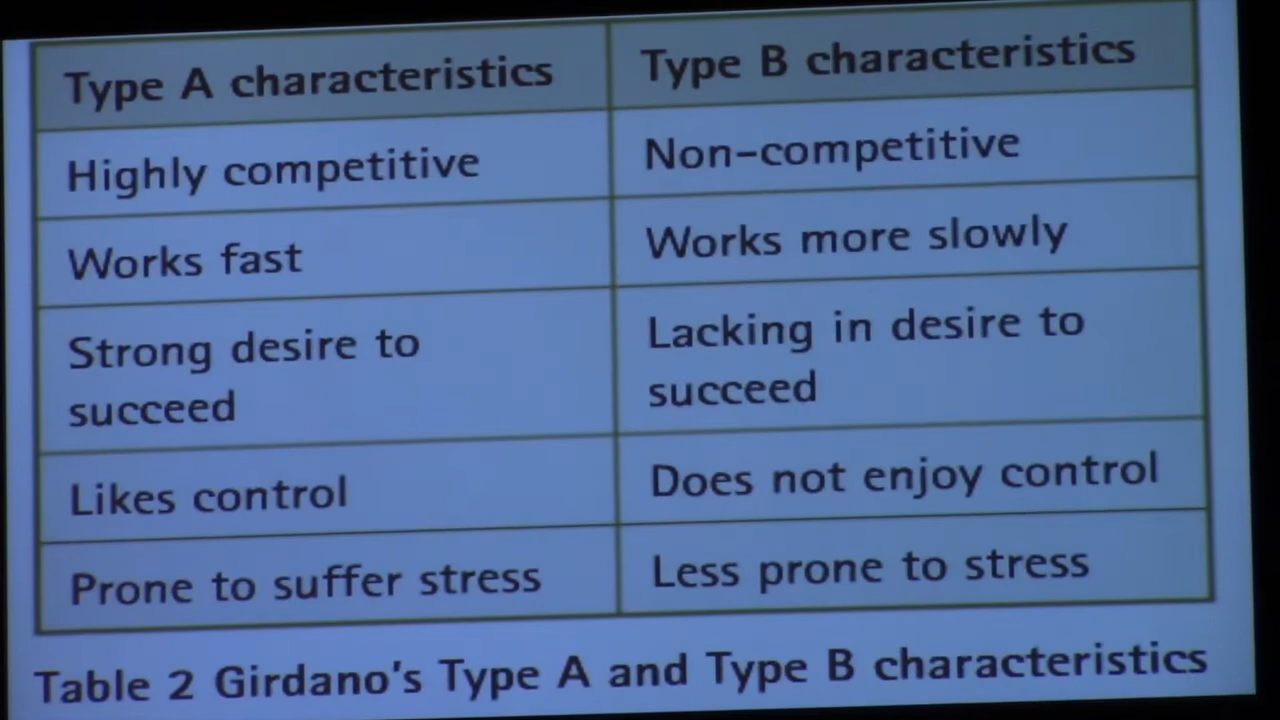 Type A characteristics Type B characteristics
Highly competitive Non-competitive
Works fast Works more slowly
Strong desire to Lacking in desire to
succeed succeed
Likes control Does not enjoy control
Prone to suffer stress Less prone to stress
Table 2 Girdano's Type A and Type B characteristics